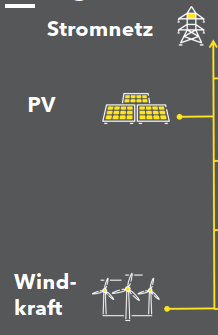 Stromnetz
PV
Wind-
kraft